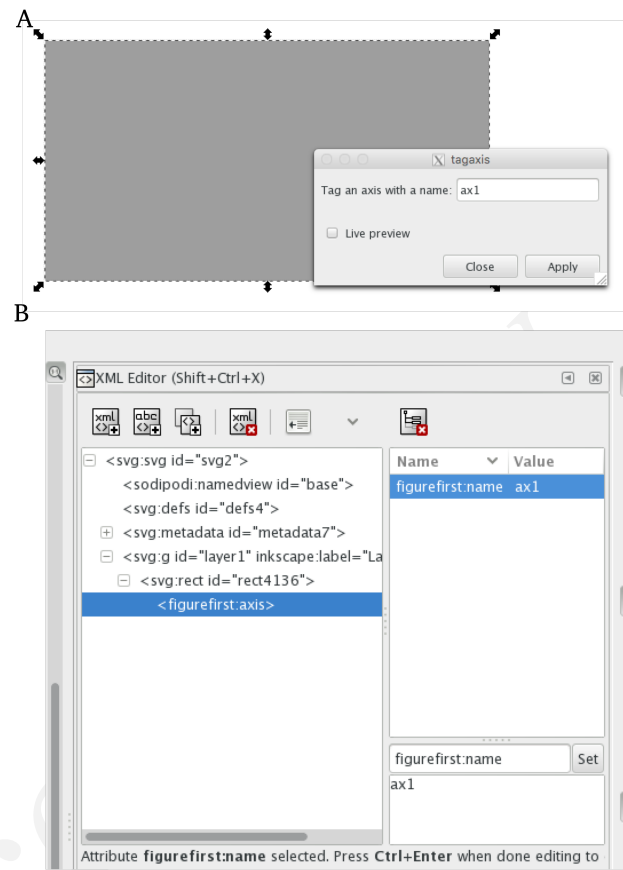 A
tagaxis
Tag an axis with a name: ax1
Live preview
Close Apply
B
XML Editor (Shift+Ctrl+X)
xml abc xml
<svg:svg id="svg2">
<sodipodi:namedview id="base">
<svg:defs id="defs4">
<svg:metadata id="metadata7">
<svg:g id="layer1" inkscape:label="La
<svg:rect id="rect4136">
<figurefirst:axis>
Name Value
figurefirst:name ax1
figurefirst:name Set
ax1
Attribute figurefirst:name selected. Press Ctrl+Enter when done editing to